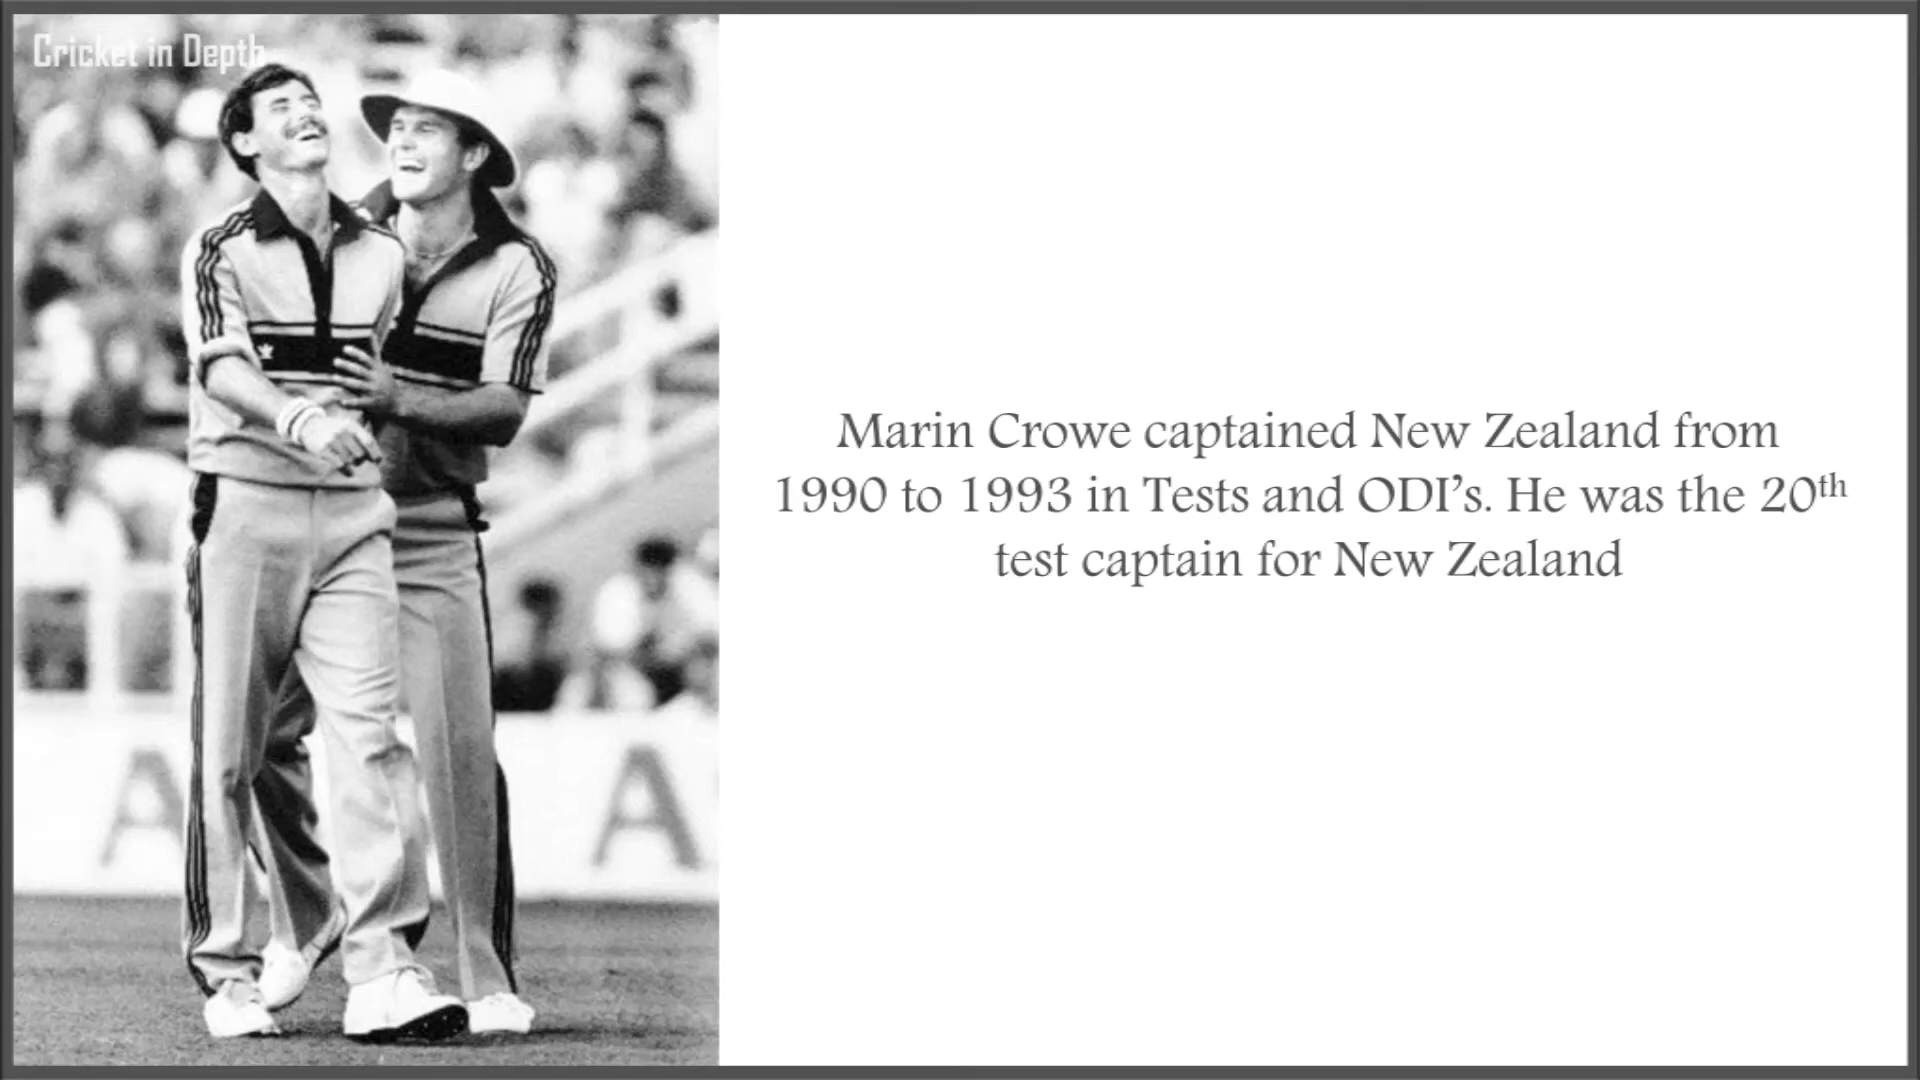 Cricket in Depth
Marin Crowe captained New Zealand from
1990 to 1993 in Tests and ODI’s. He was the 20th
test captain for New Zealand
A
A